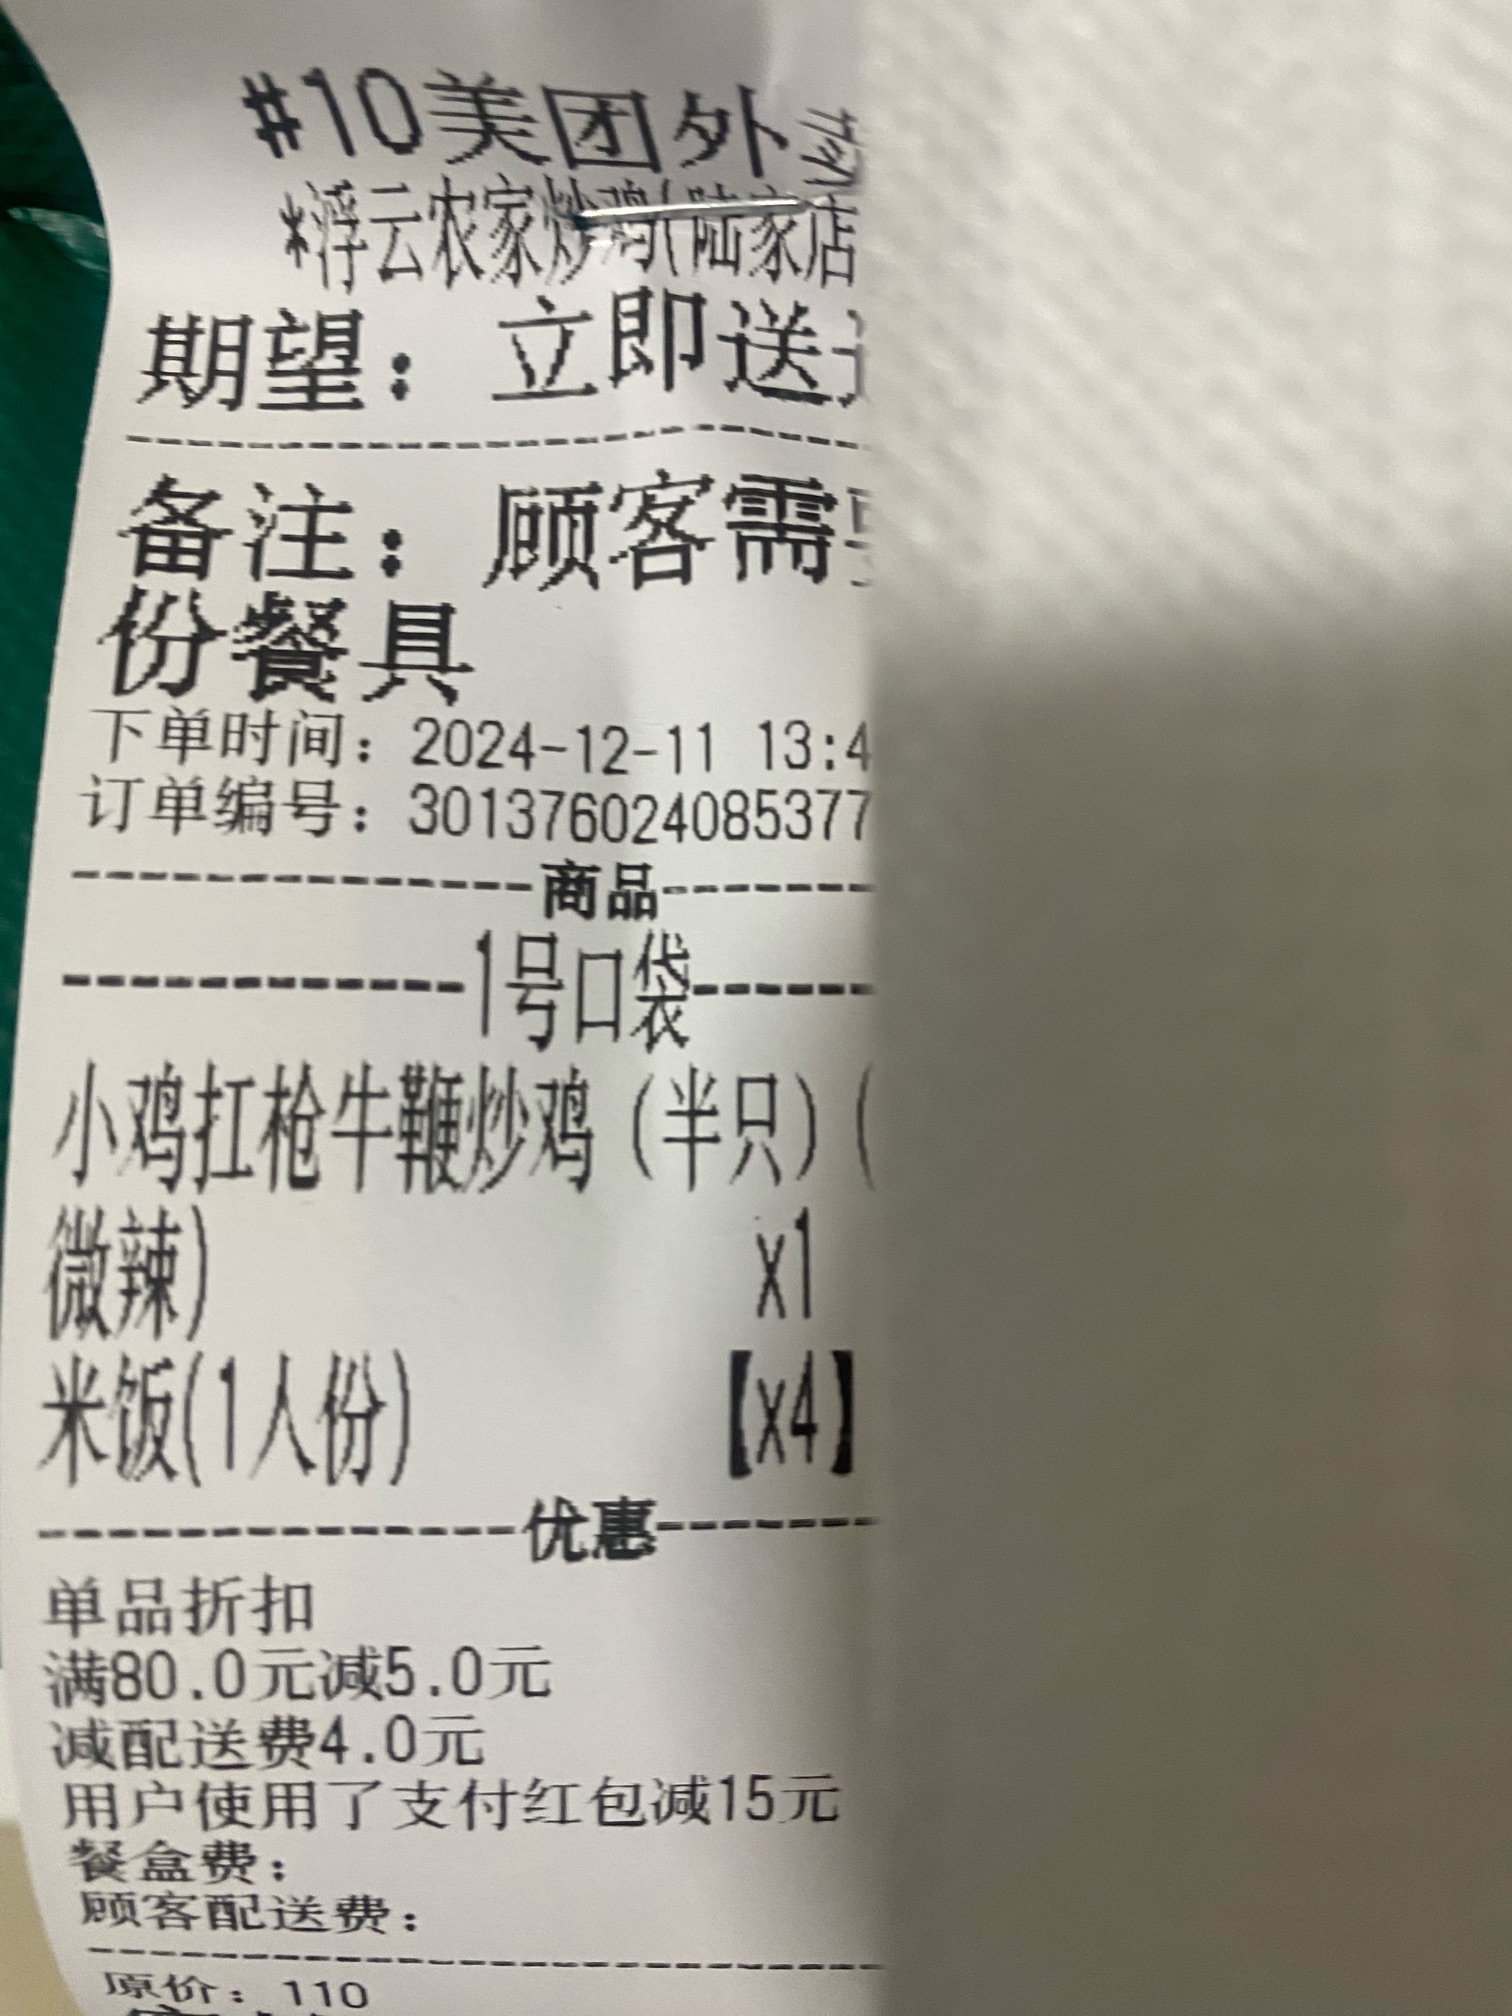 #10美团外
*浮云农家炒鸡(陆家店
期望：立即送
备注：顾客需
份餐具
下单时间：2024-12-11 13:4
订单编号：301376024085377
商品
1号口袋
小鸡扛枪牛鞭炒鸡（半只）(
微辣) x1
米饭(1人份) 【x4】
优惠
单品折扣
满80.0元减5.0元
减配送费4.0元
用户使用了支付红包减15元
餐盒费：
顾客配送费：
原价：110